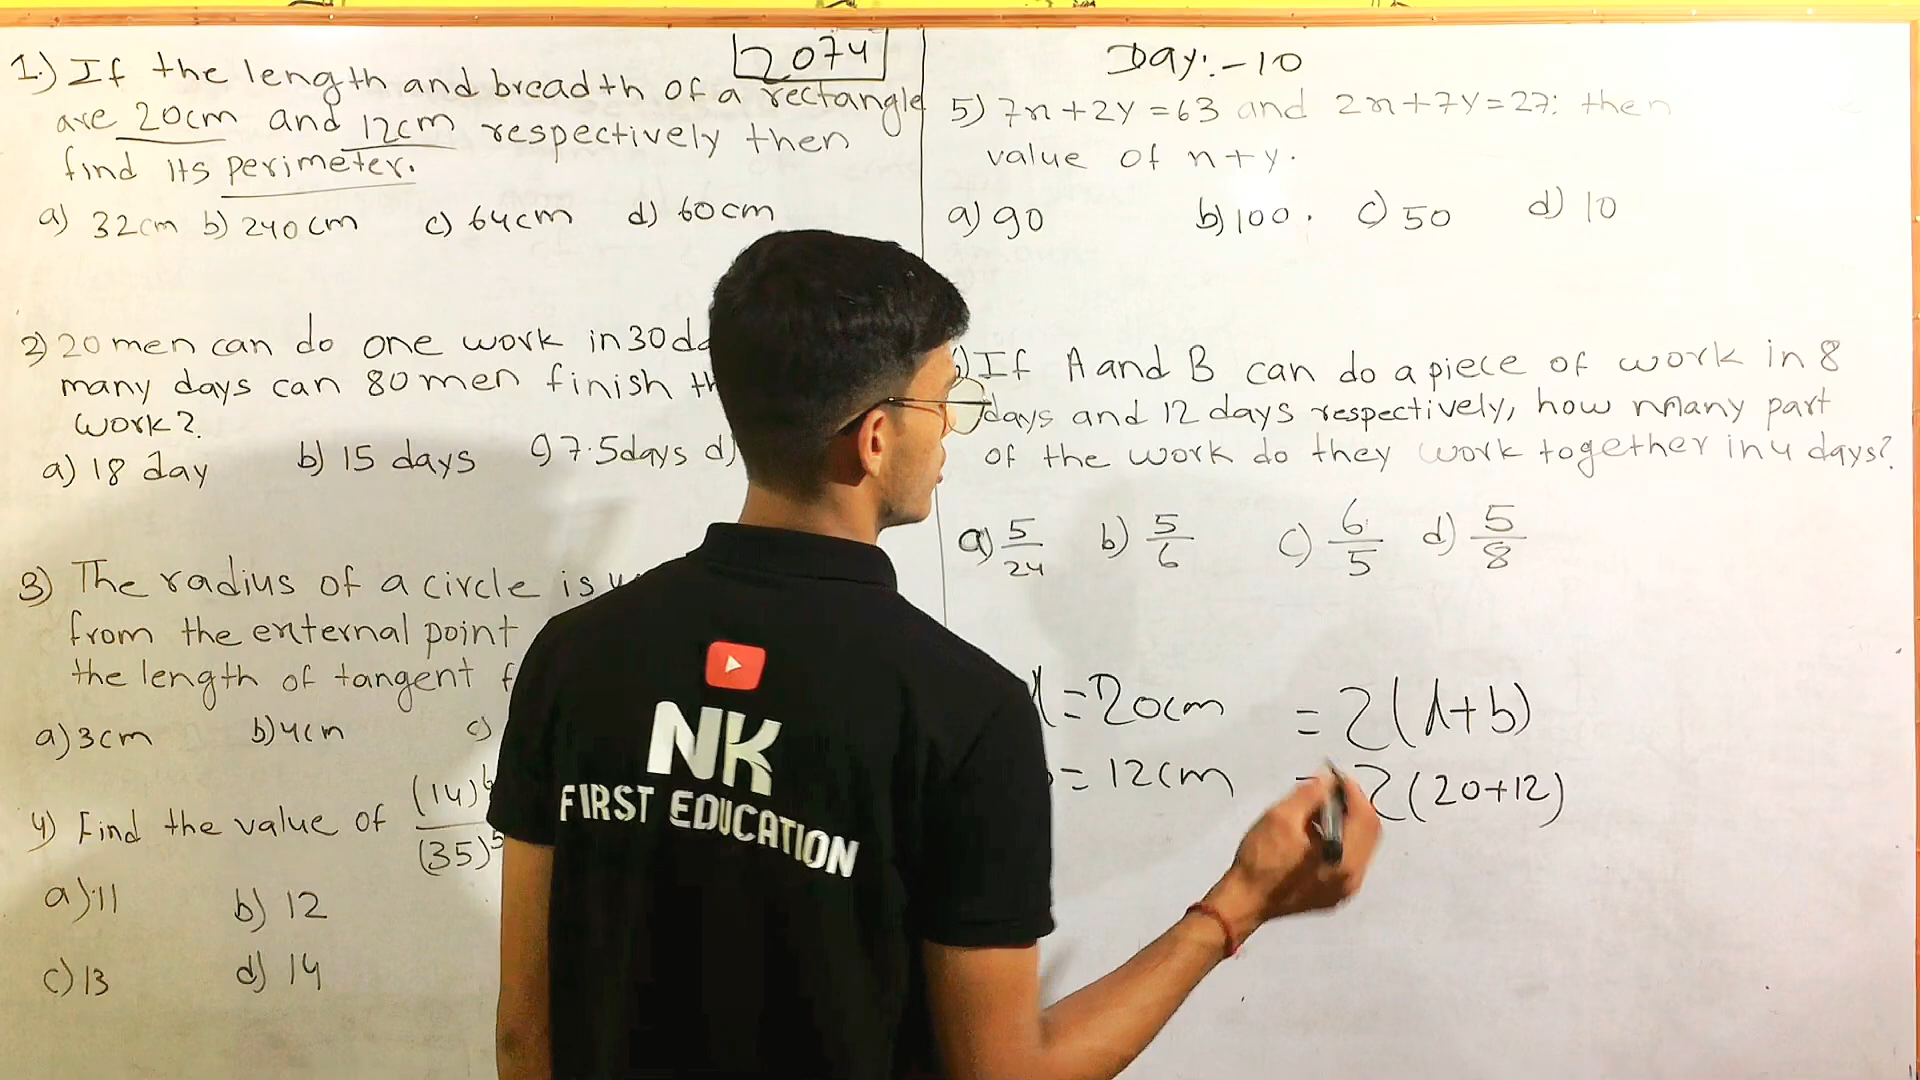 2074
1.) If the length and breadth of a rectangle
are 20cm and 12cm respectively then
find its perimeter.
a) 32cm b) 240cm c) 64cm d) 60cm
2) 20 men can do one work in 30
many days can 80 men finish
work?
a) 18 day b) 15 days c) 7.5days d)
3) The radius of a circle is
from the external point
the length of tangent
a) 3cm b) 4cm c)
4) Find the value of (14)^6 / (35)^5
a) 11 b) 12
c) 13 d) 14
Day:-10
5) 7x+2y=63 and 2x+7y=27: then
value of x+y.
a) 90 b) 100. c) 50 d) 10
If A and B can do a piece of work in 8
days and 12 days respectively, how many part
of the work do they work together in 4 days?
a) 5/24 b) 5/6 c) 6/5 d) 5/8
l=20cm =2(l+b)
= 12cm = 2(20+12)
NK
FIRST EDUCATION